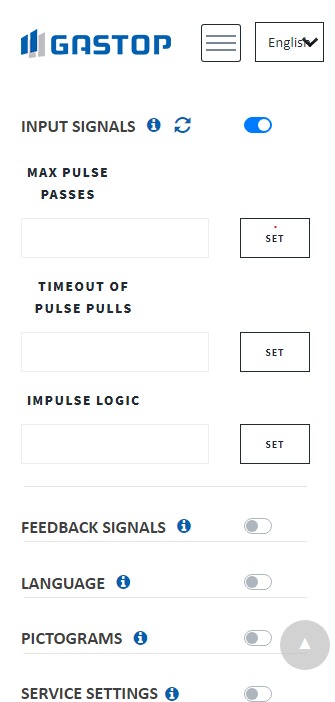 GASTOP
English
INPUT SIGNALS
MAX PULSE
PASSES
SET
TIMEOUT OF
PULSE PULLS
SET
IMPULSE LOGIC
SET
FEEDBACK SIGNALS
LANGUAGE
PICTOGRAMS
SERVICE SETTINGS